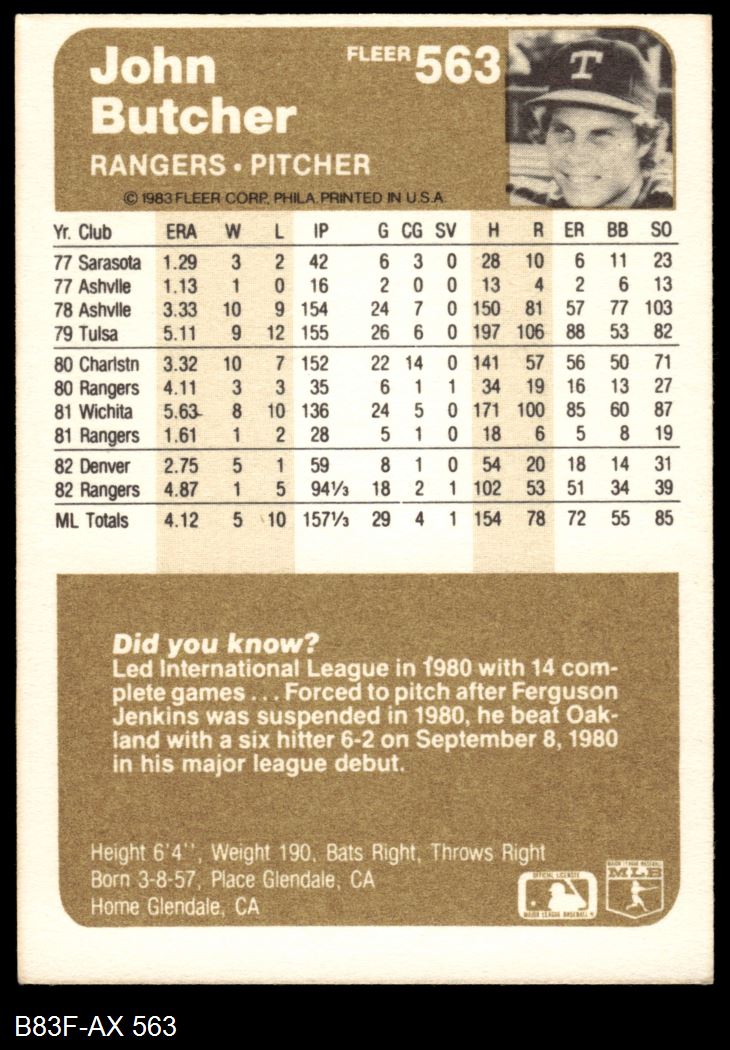 John
Butcher
FLEER 563
T
RANGERS • PITCHER
© 1983 FLEER CORP., PHILA. PRINTED IN U.S.A.
Yr. Club ERA W L IP G CG SV H R ER BB SO
77 Sarasota 1.29 3 2 42 6 3 0 28 10 6 11 23
77 Ashvlle 1.13 1 0 16 2 0 0 13 4 2 6 13
78 Ashvlle 3.33 10 9 154 24 7 0 150 81 57 77 103
79 Tulsa 5.11 9 12 155 26 6 0 197 106 88 53 82
80 Charlstn 3.32 10 7 152 22 14 0 141 57 56 50 71
80 Rangers 4.11 3 3 35 6 1 1 34 19 16 13 27
81 Wichita 5.63 8 10 136 24 5 0 171 100 85 60 87
81 Rangers 1.61 1 2 28 5 1 0 18 6 5 8 19
82 Denver 2.75 5 1 59 8 1 0 54 20 18 14 31
82 Rangers 4.87 1 5 94⅓ 18 2 1 102 53 51 34 39
ML Totals 4.12 5 10 157⅓ 29 4 1 154 78 72 55 85
Did you know?
Led International League in 1980 with 14 com-
plete games . . . Forced to pitch after Ferguson
Jenkins was suspended in 1980, he beat Oak-
land with a six hitter 6-2 on September 8, 1980
in his major league debut.
Height 6'4'', Weight 190, Bats Right, Throws Right
Born 3-8-57, Place Glendale, CA
Home Glendale, CA
OFFICIAL LICENSEE
MAJOR LEAGUE BASEBALL
MAJOR LEAGUE BASEBALL
MLB
B83F-AX 563